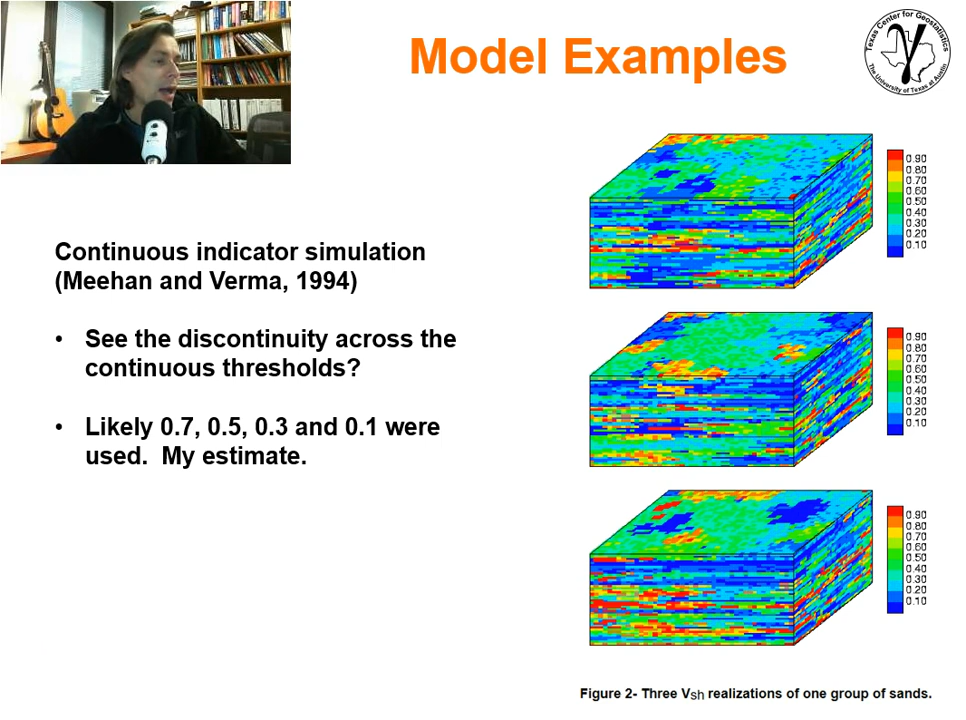 Model Examples
Texas Center for Geostatistics
The University of Texas at Austin
Continuous indicator simulation
(Meehan and Verma, 1994)
• See the discontinuity across the
continuous thresholds?
• Likely 0.7, 0.5, 0.3 and 0.1 were
used. My estimate.
0.90
0.80
0.70
0.60
0.50
0.40
0.30
0.20
0.10
0.90
0.80
0.70
0.60
0.50
0.40
0.30
0.20
0.10
0.90
0.80
0.70
0.60
0.50
0.40
0.30
0.20
0.10
Figure 2- Three Vsh realizations of one group of sands.